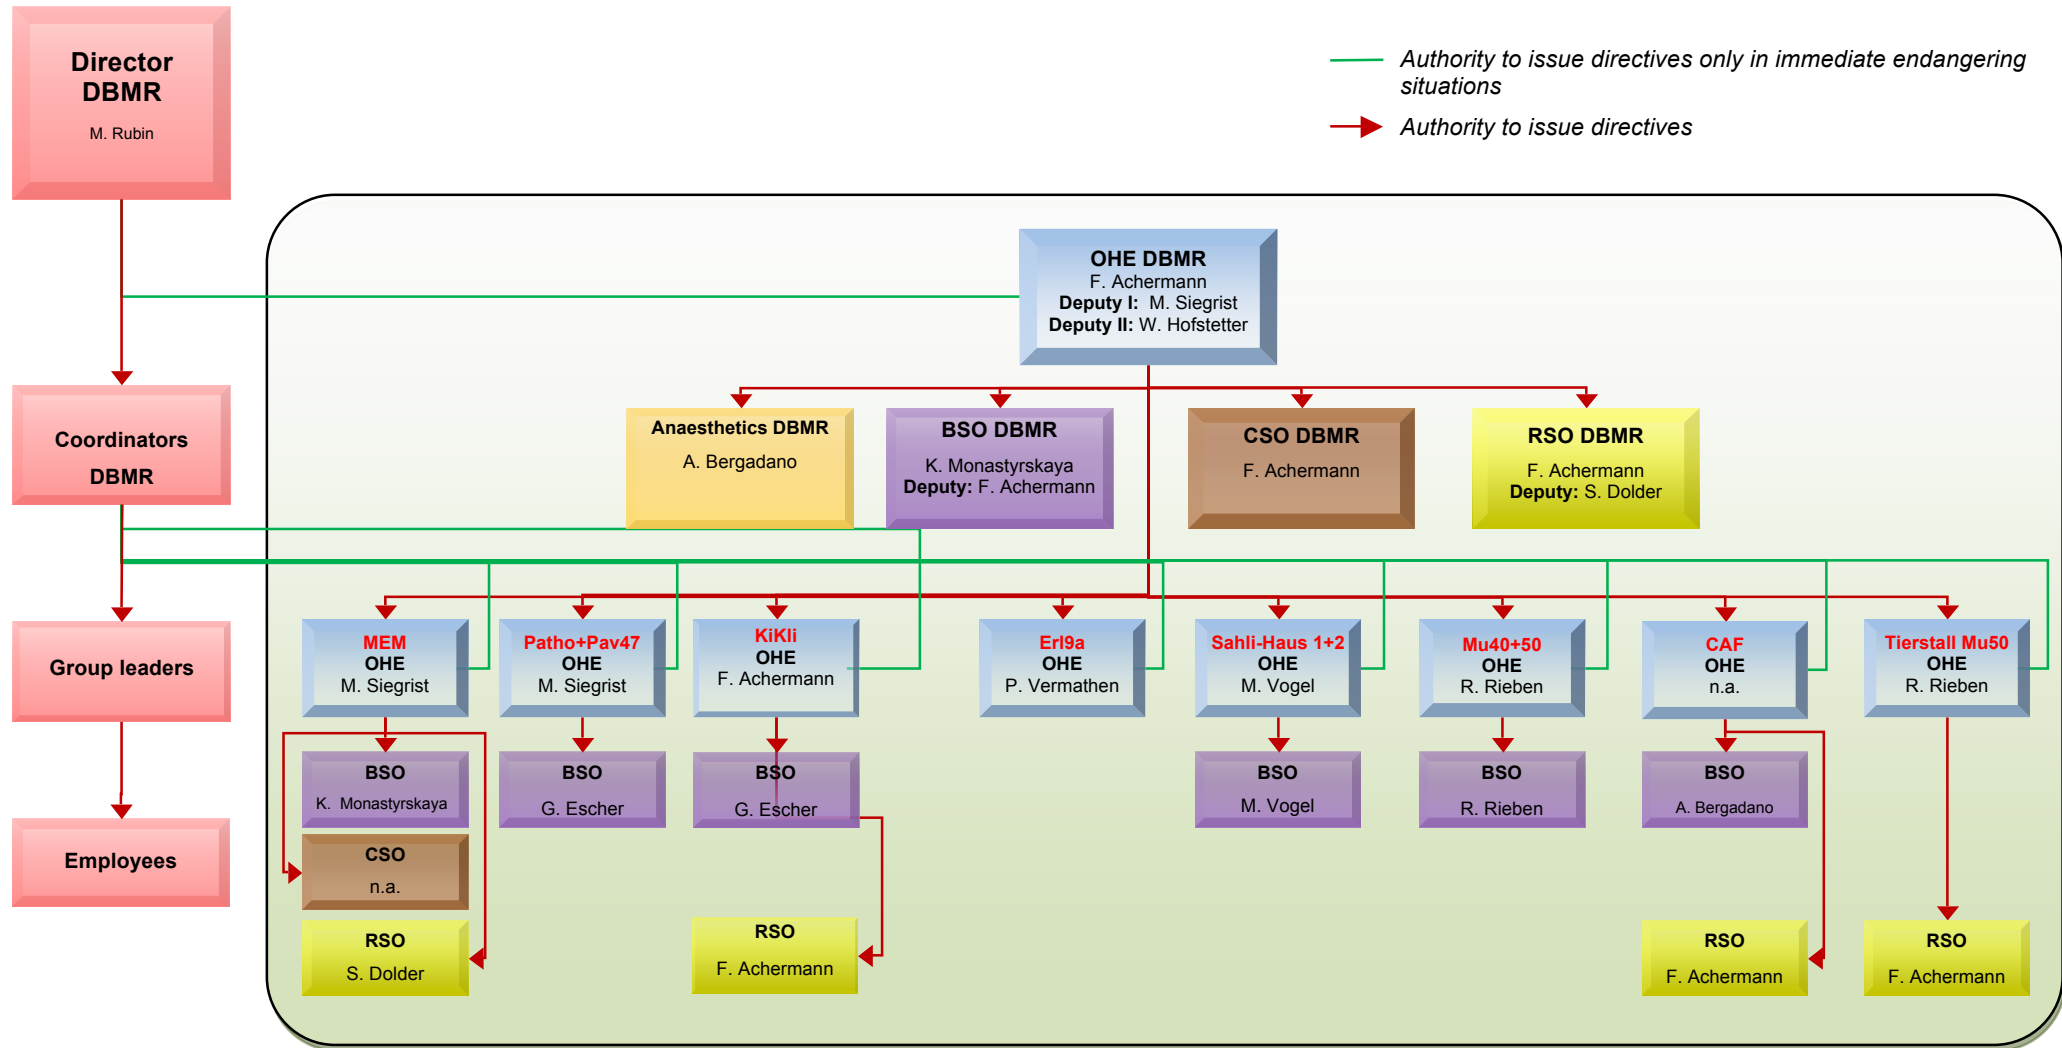 Director
DBMR
M. Rubin
Authority to issue directives only in immediate endangering
situations
Authority to issue directives
OHE DBMR
F. Achermann
Deputy I: M. Siegrist
Deputy II: W. Hofstetter
Coordinators
DBMR
Anaesthetics DBMR
A. Bergadano
BSO DBMR
K. Monastyrskaya
Deputy: F. Achermann
CSO DBMR
F. Achermann
RSO DBMR
F. Achermann
Deputy: S. Dolder
Group leaders
MEM
OHE
M. Siegrist
Patho+Pav47
OHE
M. Siegrist
KiKli
OHE
F. Achermann
Erl9a
OHE
P. Vermathen
Sahli-Haus 1+2
OHE
M. Vogel
Mu40+50
OHE
R. Rieben
CAF
OHE
n.a.
Tierstall Mu50
OHE
R. Rieben
BSO
K. Monastyrskaya
BSO
G. Escher
BSO
G. Escher
BSO
M. Vogel
BSO
R. Rieben
BSO
A. Bergadano
Employees
CSO
n.a.
RSO
S. Dolder
RSO
F. Achermann
RSO
F. Achermann
RSO
F. Achermann